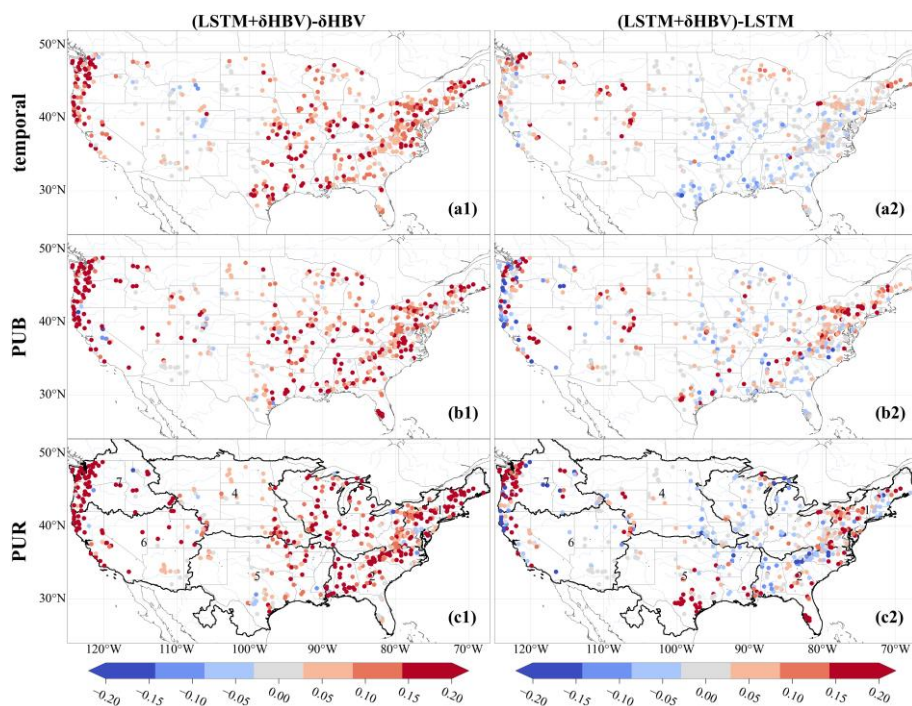 (LSTM+δHBV)-δHBV (LSTM+δHBV)-LSTM
temporal
50°N
40°N
30°N
(a1) (a2)
PUB
50°N
40°N
30°N
(b1) (b2)
PUR
50°N
40°N
30°N
7 4 3 1 6 5
7 4 3 1 6 5
(c1) (c2)
120°W 110°W 100°W 90°W 80°W 70°W 120°W 110°W 100°W 90°W 80°W 70°W
−0.20 −0.15 −0.10 −0.05 0.00 0.05 0.10 0.15 0.20 −0.20 −0.15 −0.10 −0.05 0.00 0.05 0.10 0.15 0.20